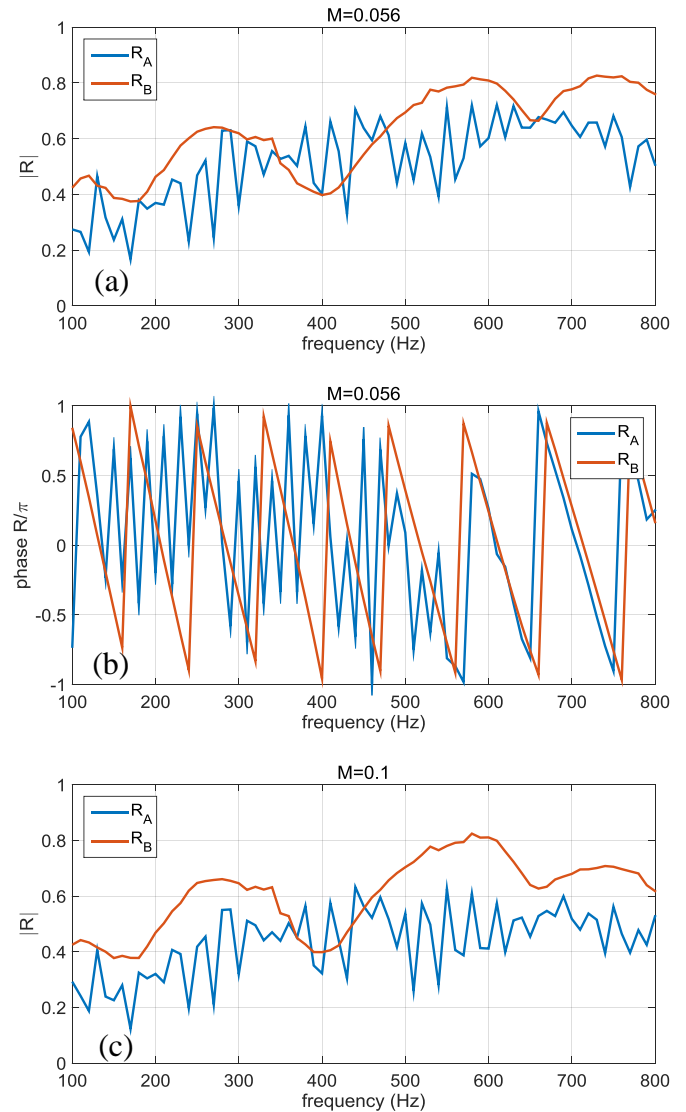 M=0.056
1
R_A
R_B
0.8
0.6
|R|
0.4
0.2
(a)
0
100 200 300 400 500 600 700 800
frequency (Hz)
M=0.056
1
R_A
R_B
0.5
phase R/π
0
-0.5
(b)
-1
100 200 300 400 500 600 700 800
frequency (Hz)
M=0.1
1
R_A
R_B
0.8
0.6
|R|
0.4
0.2
(c)
0
100 200 300 400 500 600 700 800
frequency (Hz)